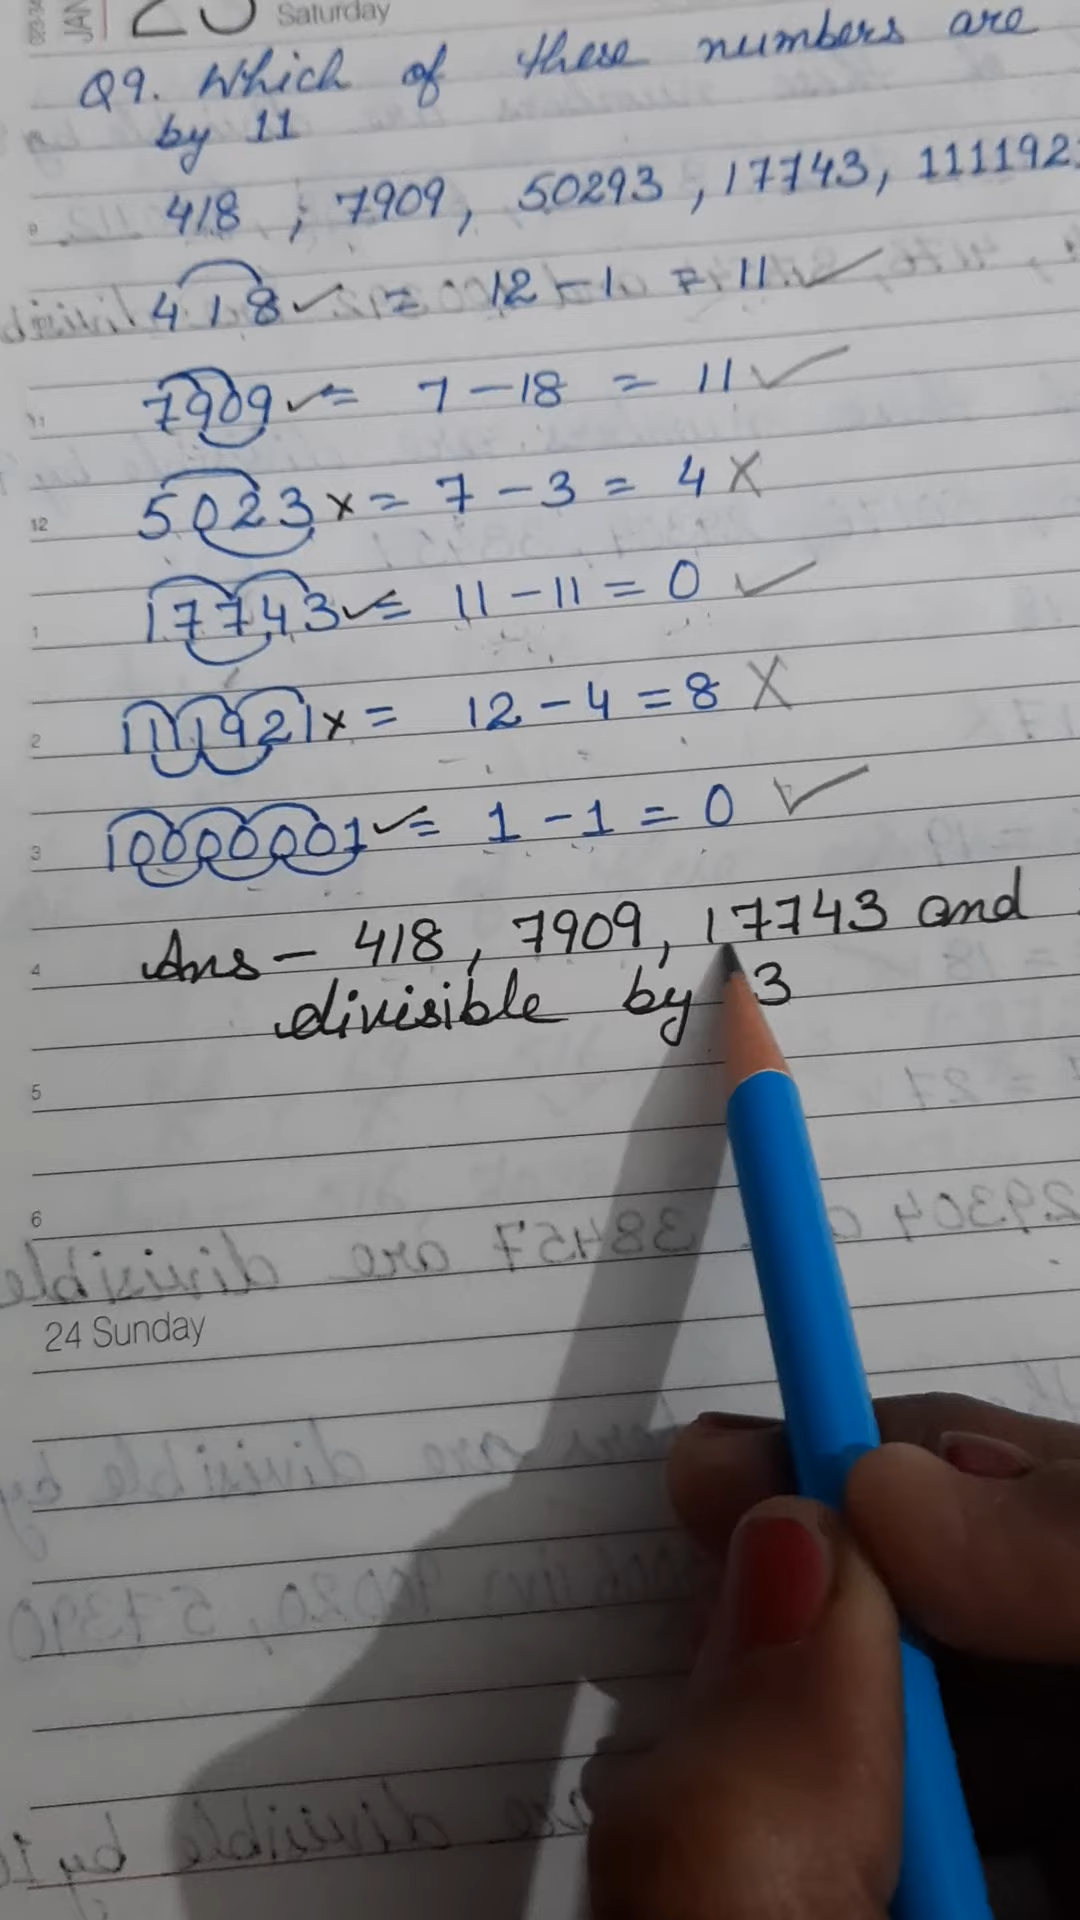 Saturday
Q9. Which of these numbers are
by 11
418 , 7909, 50293, 17743, 111192
418 ✓ = 12 - 1 = 11 ✓
7909 ✓ = 7 - 18 = 11 ✓
5023 x = 7 - 3 = 4 X
17743 ✓ = 11 - 11 = 0 ✓
111921 x = 12 - 4 = 8 X
10000001 ✓ = 1 - 1 = 0 ✓
Ans - 418, 7909, 17743 and
divisible by 3
24 Sunday